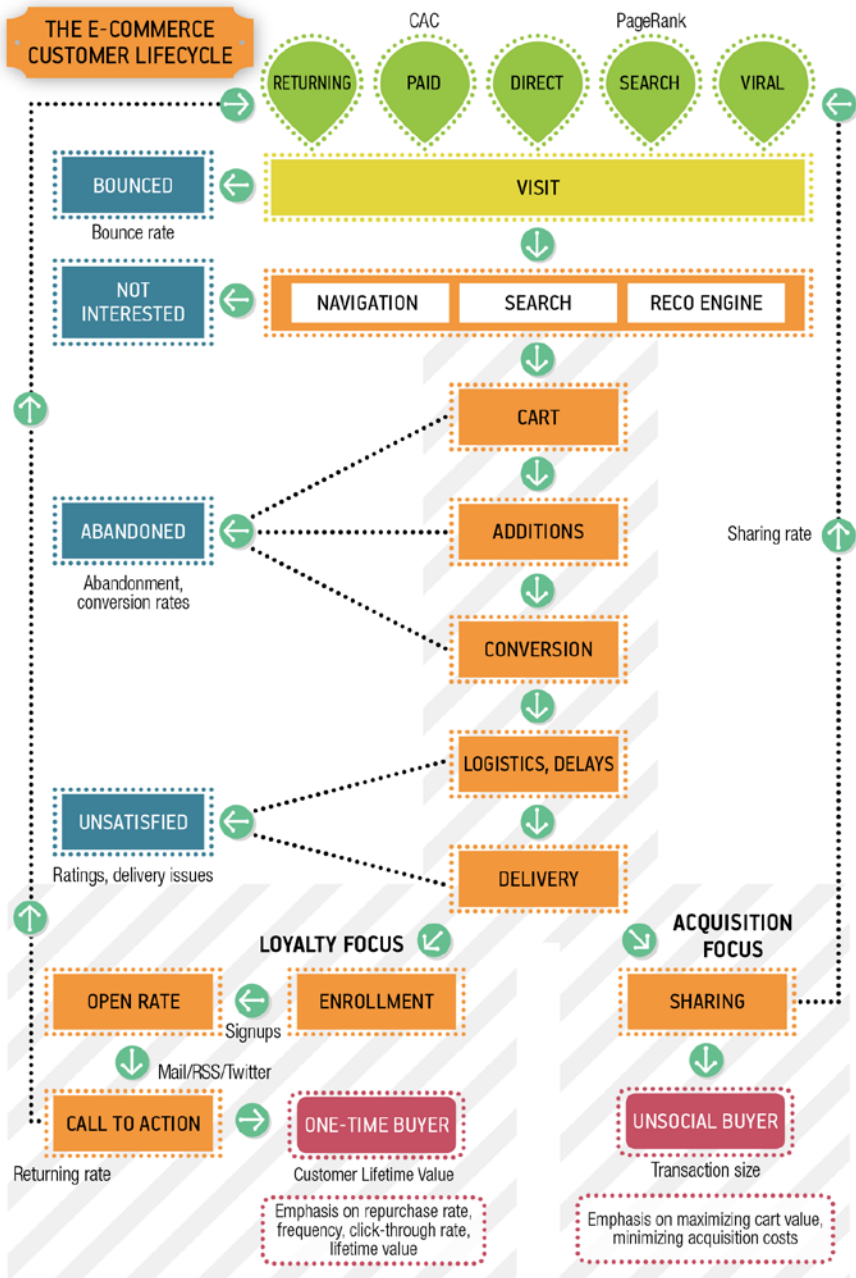 THE E-COMMERCE
CUSTOMER LIFECYCLE
CAC
PageRank
RETURNING
PAID
DIRECT
SEARCH
VIRAL
BOUNCED
VISIT
Bounce rate
NOT
INTERESTED
NAVIGATION
SEARCH
RECO ENGINE
CART
ABANDONED
ADDITIONS
Sharing rate
Abandonment,
conversion rates
CONVERSION
LOGISTICS, DELAYS
UNSATISFIED
Ratings, delivery issues
DELIVERY
LOYALTY FOCUS
ACQUISITION
FOCUS
OPEN RATE
ENROLLMENT
SHARING
Signups
Mail/RSS/Twitter
CALL TO ACTION
ONE-TIME BUYER
UNSOCIAL BUYER
Returning rate
Customer Lifetime Value
Transaction size
Emphasis on repurchase rate,
frequency, click-through rate,
lifetime value
Emphasis on maximizing cart value,
minimizing acquisition costs